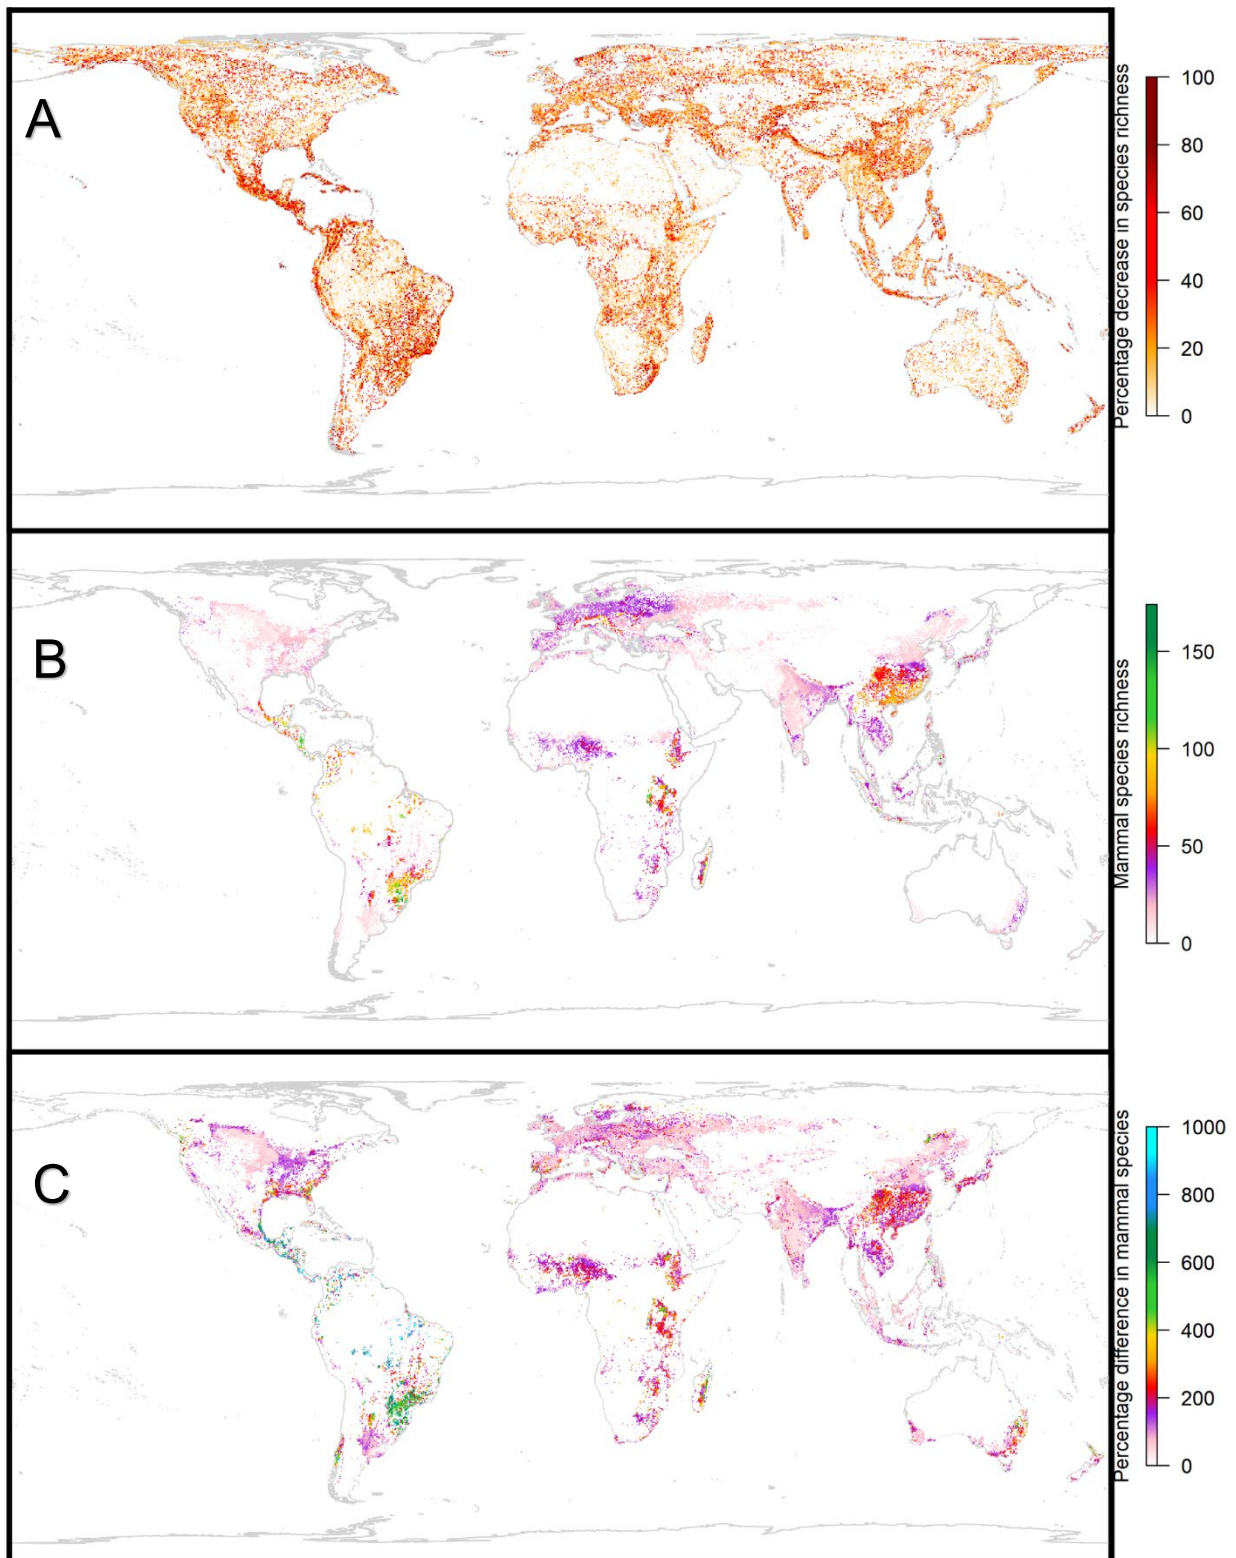 A
Percentage decrease in species richness
100
80
60
40
20
0
B
Mammal species richness
150
100
50
0
C
Percentage difference in mammal species
1000
800
600
400
200
0